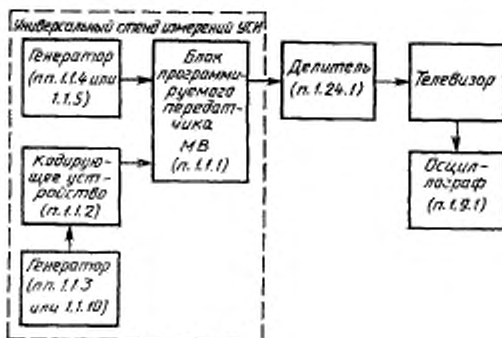 Универсальный стенд измерений УСИ
Генератор
(пп. 1.1.4 или
1.1.5)
Блок
программи-
руемого
передат-
чика
МВ
(п. 1.1.1)
Делитель
(п. 1.24.1)
Телевизор
Кодирую-
щее уст-
ройство
(п. 1.1.2)
Осцил-
лограф
(п. 1.9.1)
Генератор
(пп. 1.1.3
или 1.1.10)